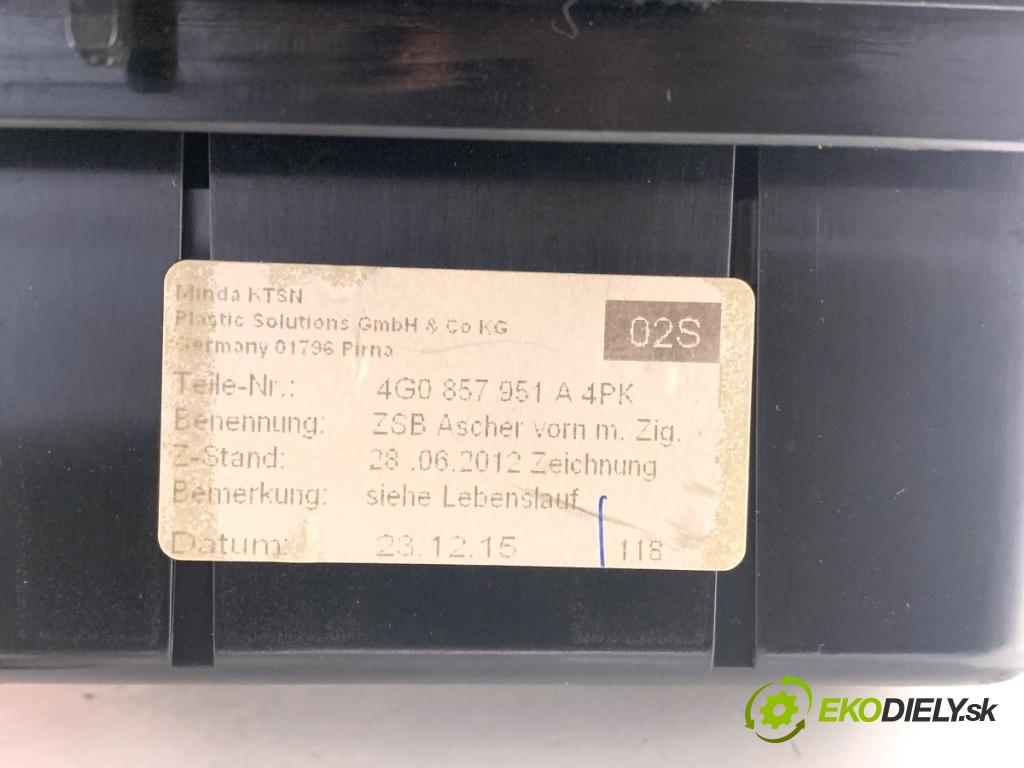 Minda KTSN
Plastic Solutions GmbH & Co KG
Germany 01796 Pirna
02S
Teile-Nr.: 4G0 857 951 A 4PK
Benennung: ZSB Ascher vorn m. Zig.
Z-Stand: 28 .06.2012 Zeichnung
Bemerkung: siehe Lebenslauf
Datum: 23.12.15 118
EKODIELY.sk